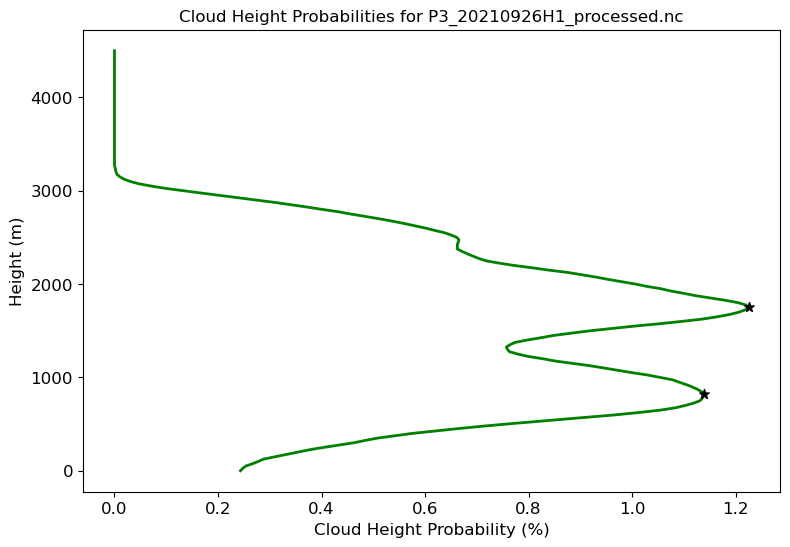 Cloud Height Probabilities for P3_20210926H1_processed.nc
4000
3000
2000
1000
0
Height (m)
0.0 0.2 0.4 0.6 0.8 1.0 1.2
Cloud Height Probability (%)